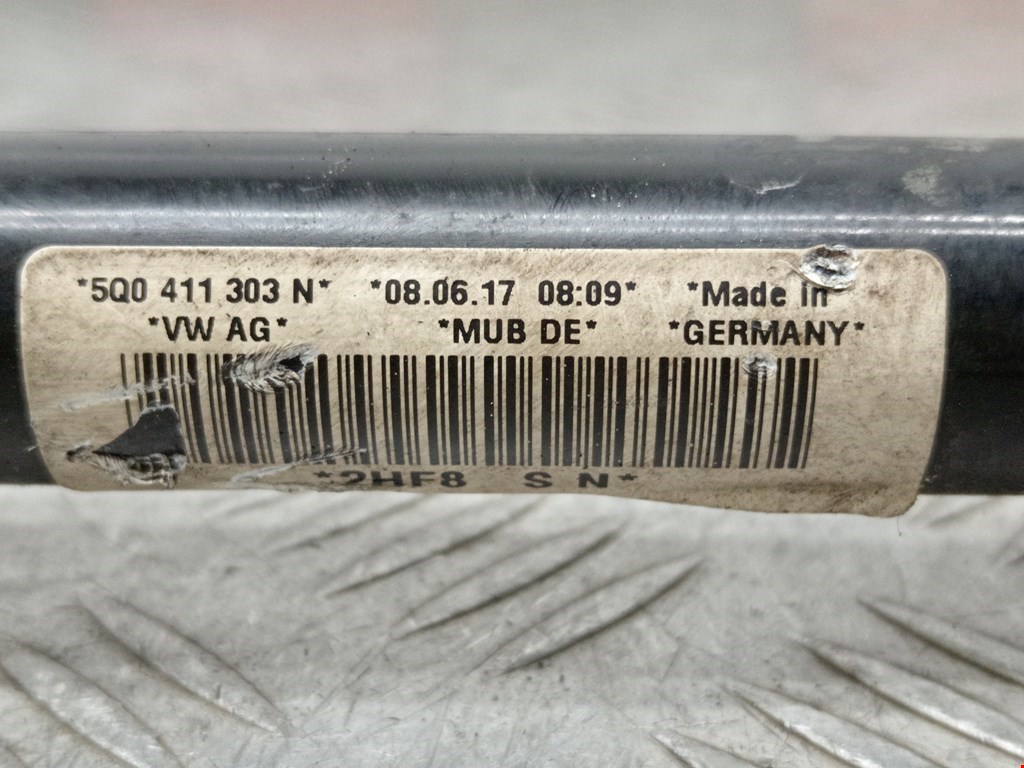 *5Q0 411 303 N* *08.06.17 08:09* *Made in
*VW AG* *MUB DE* *GERMANY*
*2HF8 S N*